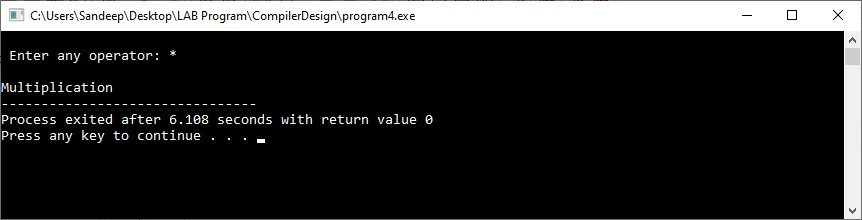 C:\Users\Sandeep\Desktop\LAB Program\CompilerDesign\program4.exe
Enter any operator: *
Multiplication
--------------------------------
Process exited after 6.108 seconds with return value 0
Press any key to continue . . .